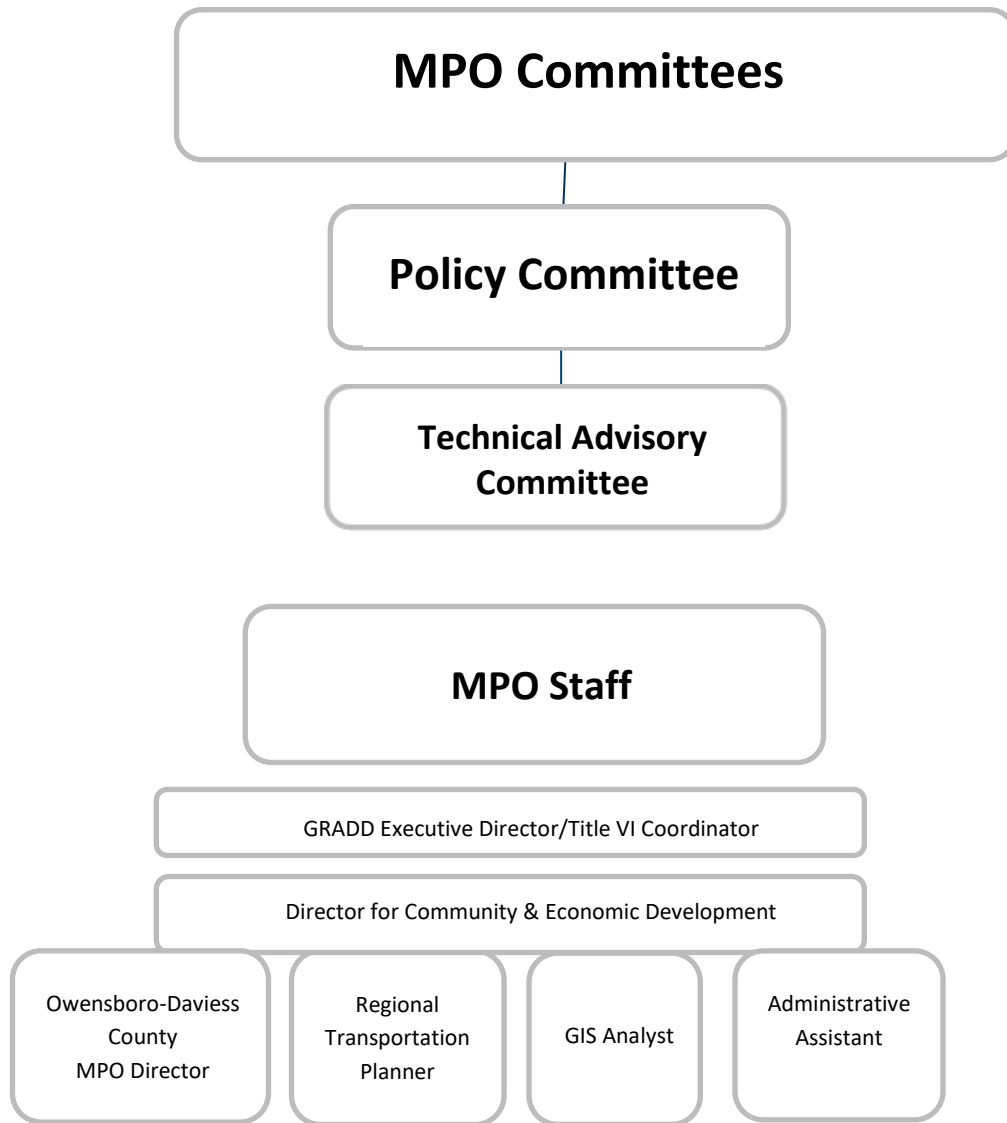 MPO Committees
Policy Committee
Technical Advisory
Committee
MPO Staff
GRADD Executive Director/Title VI Coordinator
Director for Community & Economic Development
Owensboro-Daviess
County
MPO Director
Regional
Transportation
Planner
GIS Analyst
Administrative
Assistant